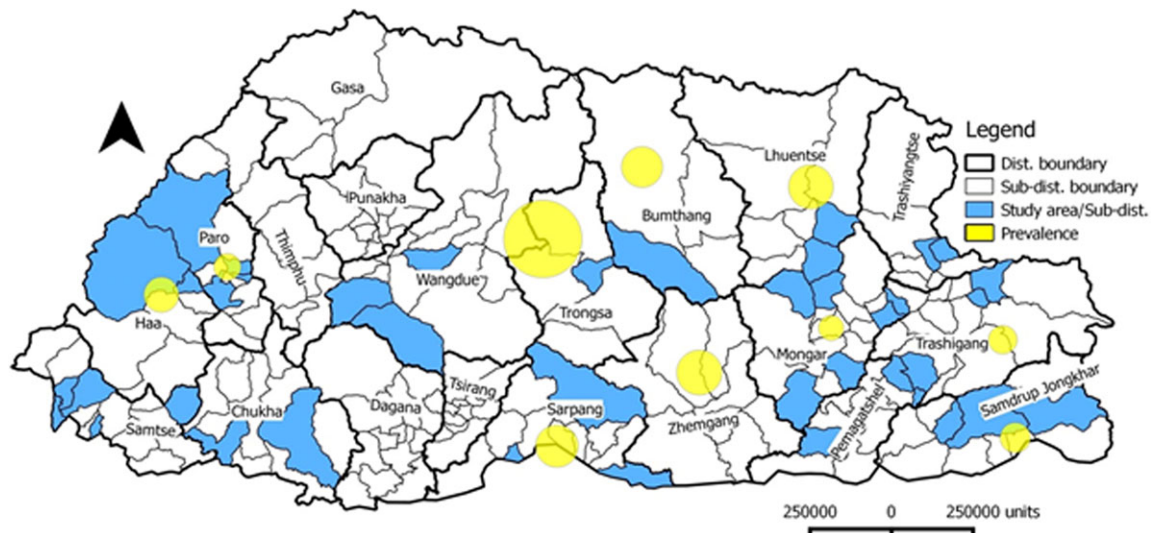 Gasa
Punakha
Lhuentse
Trashiyangtse
Legend
Dist. boundary
Sub-dist. boundary
Study area/Sub-dist.
Prevalence
Paro
Thimphu
Bumthang
Wangdue
Haa
Trongsa
Mongar
Trashigang
Samtse
Chukha
Dagana
Tsirang
Sarpang
Zhemgang
Pemagatshel
Samdrup Jongkhar
250000 0 250000 units